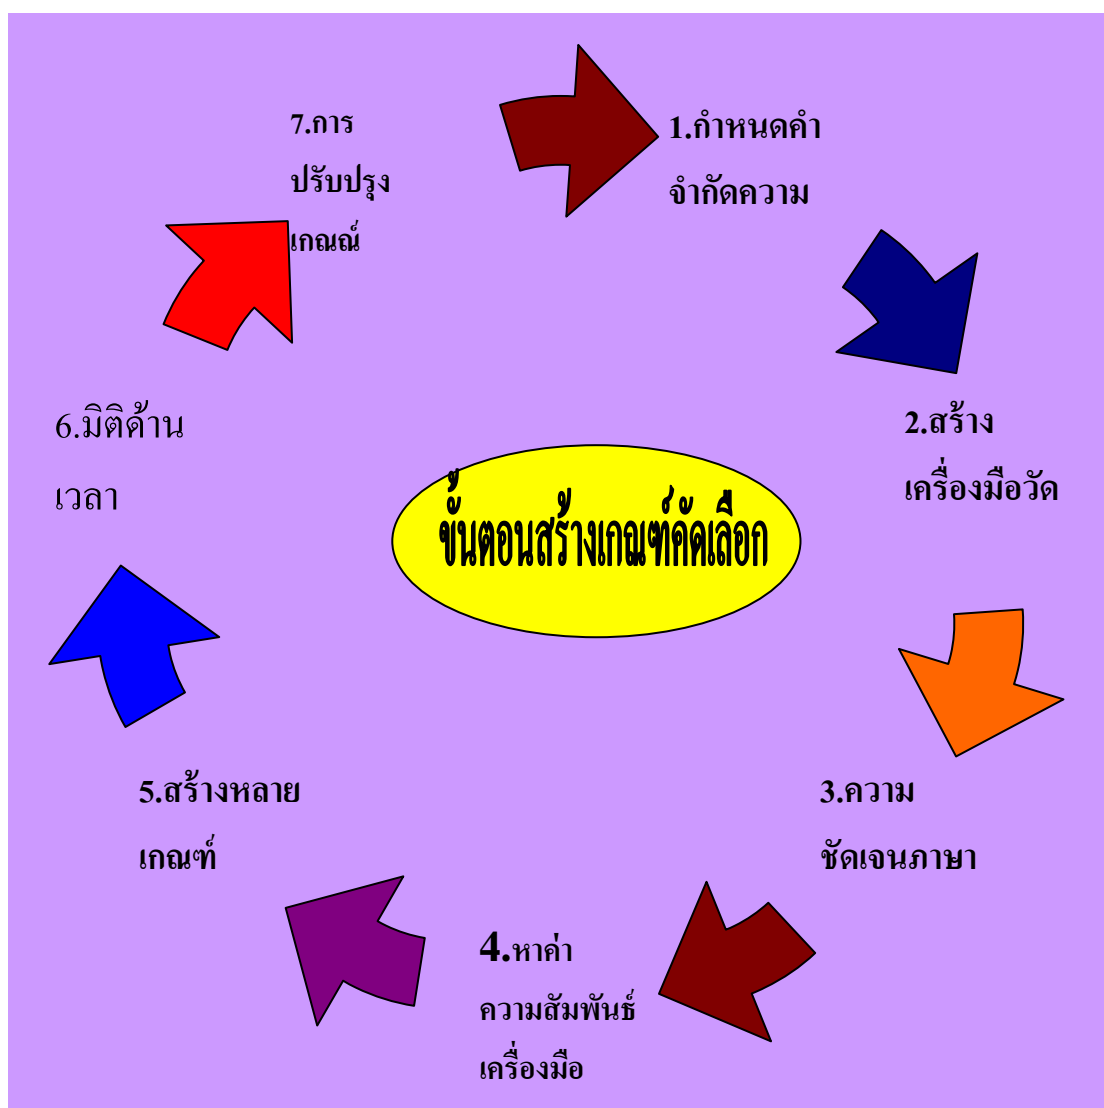 ขั้นตอนสร้างเกณฑ์คัดเลือก
1.กำหนดคำ
จำกัดความ
2.สร้าง
เครื่องมือวัด
3.ความ
ชัดเจนภาษา
4.หาค่า
ความสัมพันธ์
เครื่องมือ
5.สร้างหลาย
เกณฑ์
6.มิติด้าน
เวลา
7.การ
ปรับปรุง
เกณณ์